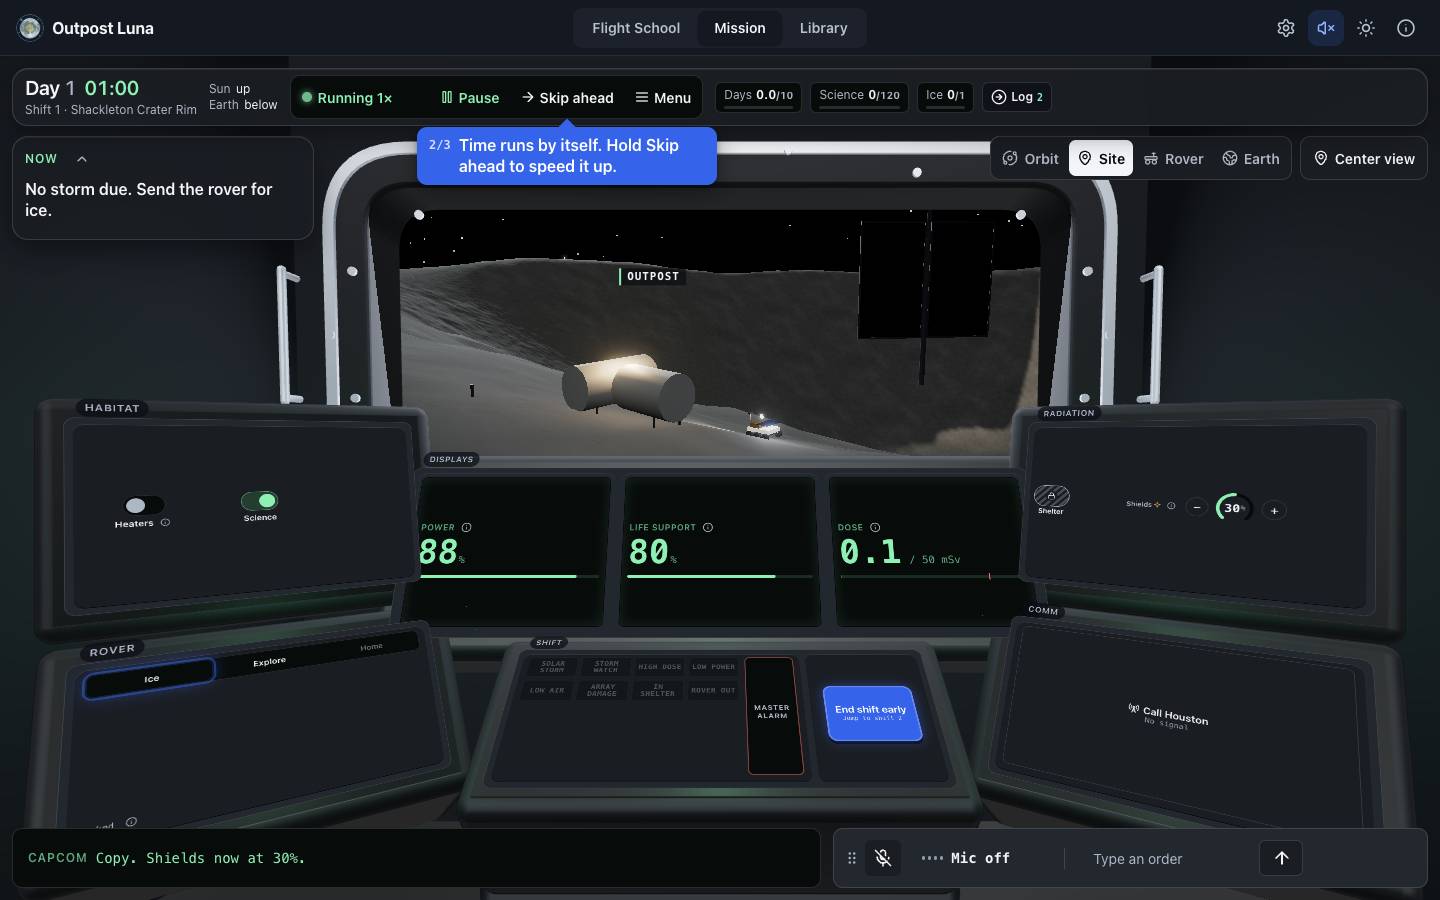 Outpost Luna
Flight School
Mission
Library
Day 1 01:00
Shift 1 · Shackleton Crater Rim
Sun up
Earth below
Running 1×
Pause
Skip ahead
Menu
Days 0.0/10
Science 0/120
Ice 0/1
Log 2
2/3 Time runs by itself. Hold Skip
ahead to speed it up.
NOW
No storm due. Send the rover for
ice.
Orbit
Site
Rover
Earth
Center view
OUTPOST
HABITAT
Heaters
Science
DISPLAYS
POWER
88%
LIFE SUPPORT
80%
DOSE
0.1 / 50 mSv
RADIATION
Shelter
Shields
30%
ROVER
Ice
Explore
Home
SHIFT
SOLAR
STORM
STORM
WATCH
HIGH DOSE
LOW POWER
LOW AIR
ARRAY
DAMAGE
IN
SHELTER
ROVER OUT
MASTER
ALARM
End shift early
Jump to shift 2
COMM
Call Houston
No signal
CAPCOM Copy. Shields now at 30%.
Mic off
Type an order